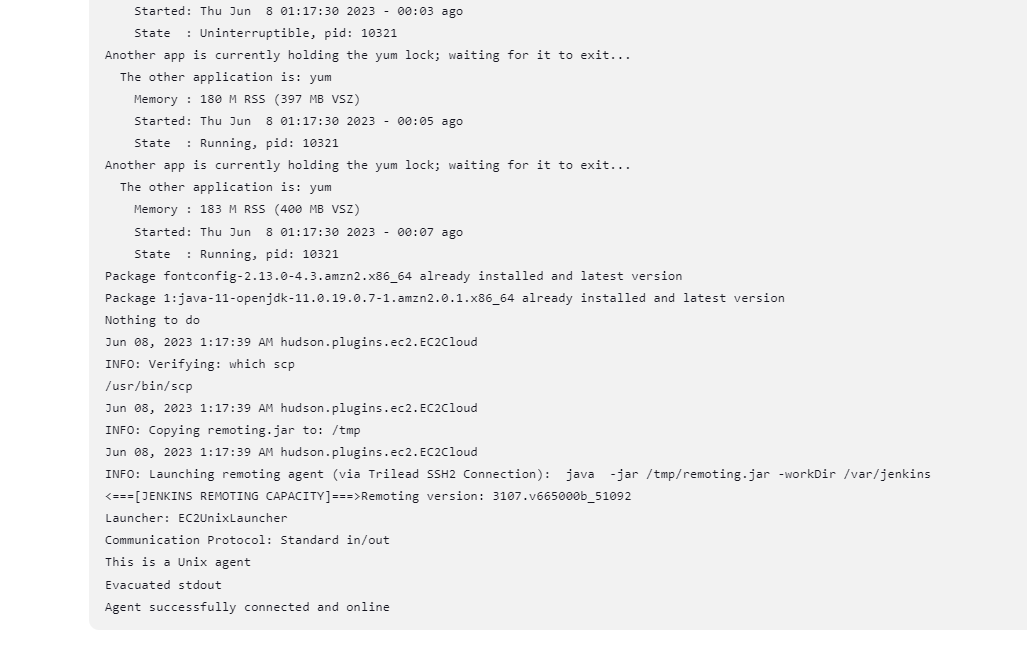 Started: Thu Jun  8 01:17:30 2023 - 00:03 ago
State  : Uninterruptible, pid: 10321
Another app is currently holding the yum lock; waiting for it to exit...
The other application is: yum
Memory : 180 M RSS (397 MB VSZ)
Started: Thu Jun  8 01:17:30 2023 - 00:05 ago
State  : Running, pid: 10321
Another app is currently holding the yum lock; waiting for it to exit...
The other application is: yum
Memory : 183 M RSS (400 MB VSZ)
Started: Thu Jun  8 01:17:30 2023 - 00:07 ago
State  : Running, pid: 10321
Package fontconfig-2.13.0-4.3.amzn2.x86_64 already installed and latest version
Package 1:java-11-openjdk-11.0.19.0.7-1.amzn2.0.1.x86_64 already installed and latest version
Nothing to do
Jun 08, 2023 1:17:39 AM hudson.plugins.ec2.EC2Cloud
INFO: Verifying: which scp
/usr/bin/scp
Jun 08, 2023 1:17:39 AM hudson.plugins.ec2.EC2Cloud
INFO: Copying remoting.jar to: /tmp
Jun 08, 2023 1:17:39 AM hudson.plugins.ec2.EC2Cloud
INFO: Launching remoting agent (via Trilead SSH2 Connection):  java  -jar /tmp/remoting.jar -workDir /var/jenkins
<===[JENKINS REMOTING CAPACITY]===>Remoting version: 3107.v665000b_51092
Launcher: EC2UnixLauncher
Communication Protocol: Standard in/out
This is a Unix agent
Evacuated stdout
Agent successfully connected and online